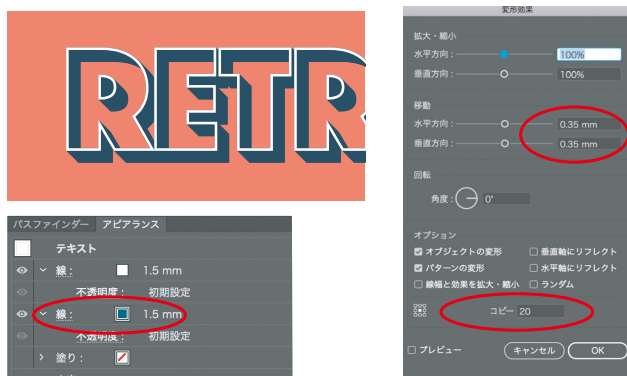 RETR
パスファインダー アピアランス
テキスト
線: 1.5 mm
不透明度: 初期設定
線: 1.5 mm
不透明度: 初期設定
塗り:
変形効果
拡大・縮小
水平方向: 100%
垂直方向: 100%
移動
水平方向: 0.35 mm
垂直方向: 0.35 mm
回転
角度: 0°
オプション
オブジェクトの変形 垂直軸にリフレクト
パターンの変形 水平軸にリフレクト
線幅と効果を拡大・縮小 ランダム
コピー 20
プレビュー キャンセル OK